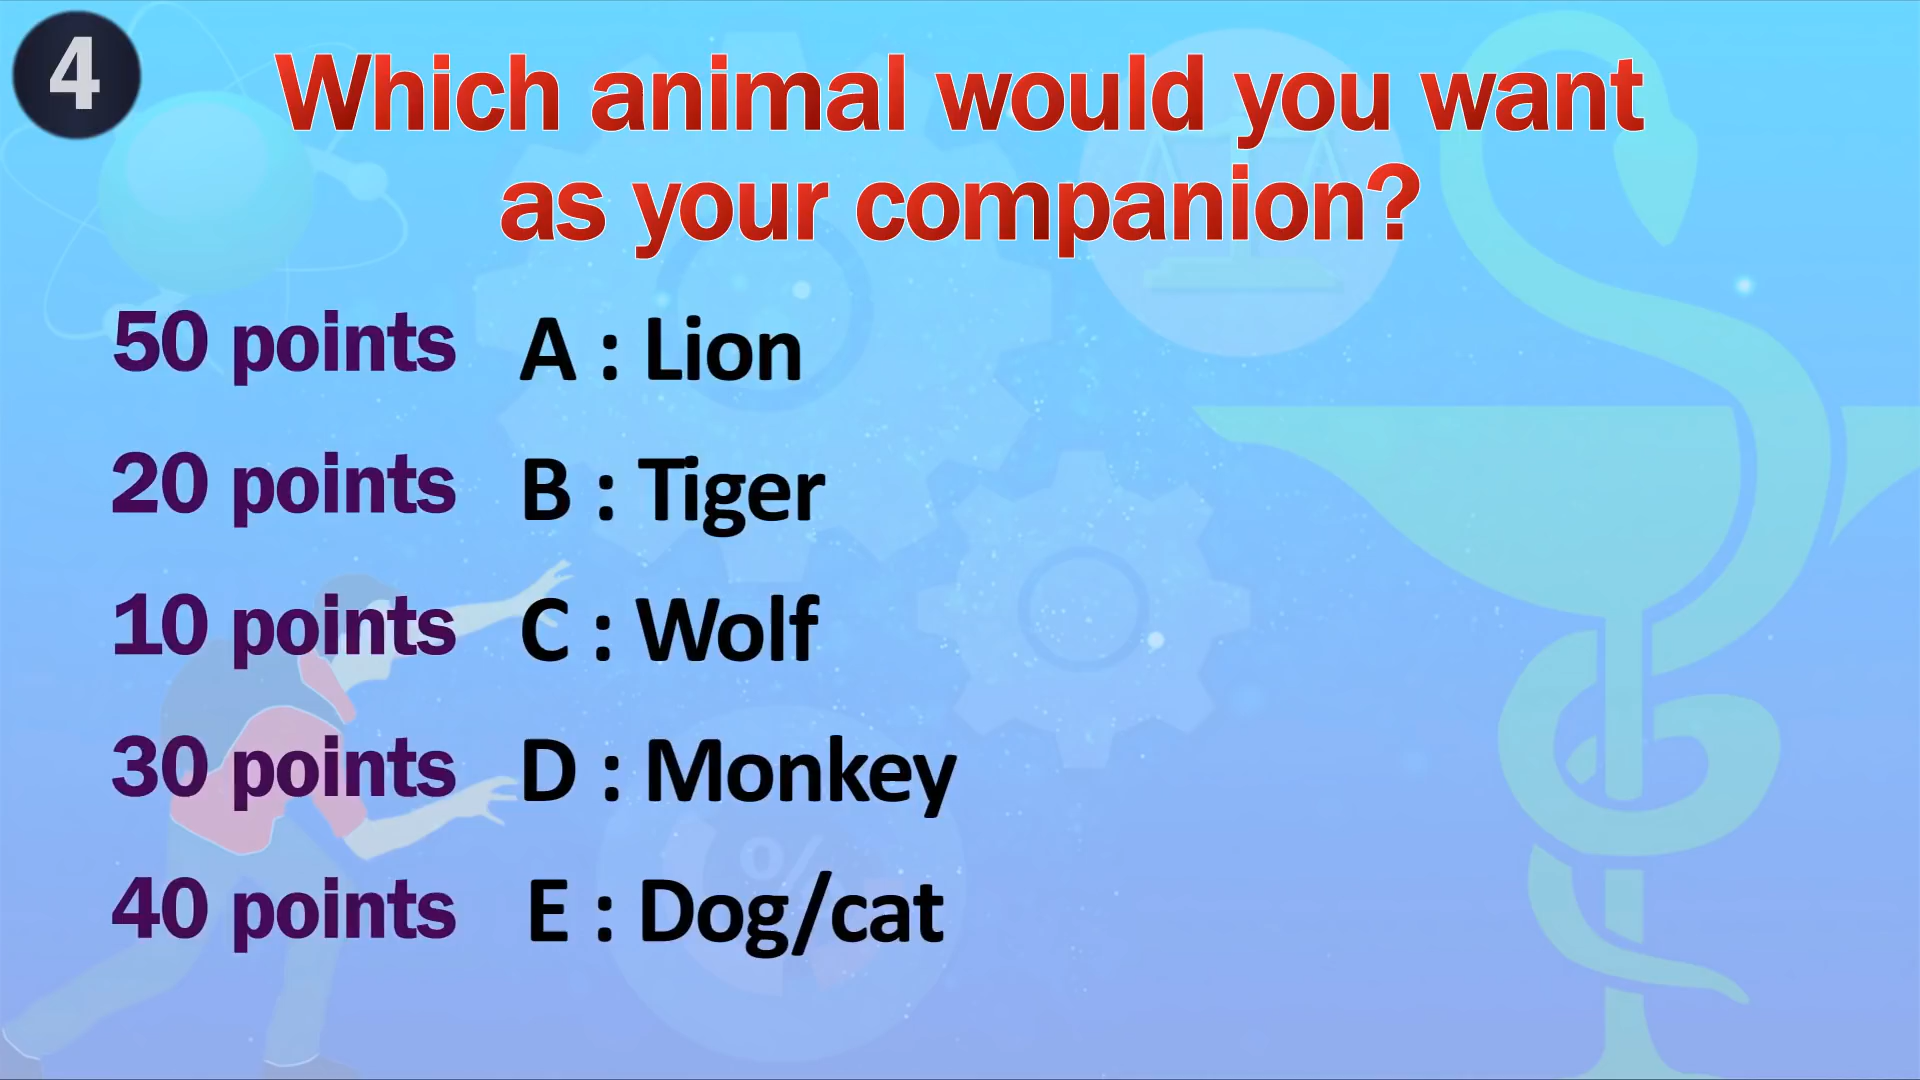 4
Which animal would you want
as your companion?
50 points A : Lion
20 points B : Tiger
10 points C : Wolf
30 points D : Monkey
40 points E : Dog/cat
%